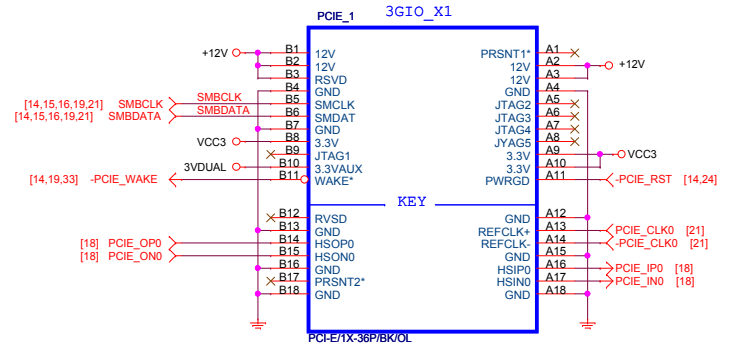 PCIE_1 3GIO_X1
+12V B1 12V PRSNT1* A1
B2 12V 12V A2 +12V
B3 RSVD 12V A3
B4 GND GND A4
[14,15,16,19,21] SMBCLK SMBCLK B5 SMCLK JTAG2 A5
[14,15,16,19,21] SMBDATA SMBDATA B6 SMDAT JTAG3 A6
B7 GND JTAG4 A7
VCC3 B8 3.3V JYAG5 A8
B9 JTAG1 3.3V A9 VCC3
3VDUAL B10 3.3VAUX 3.3V A10
[14,19,33] -PCIE_WAKE B11 WAKE* PWRGD A11 -PCIE_RST [14,24]
KEY
B12 RVSD GND A12
B13 GND REFCLK+ A13 PCIE_CLK0 [21]
[18] PCIE_OP0 B14 HSOP0 REFCLK- A14 -PCIE_CLK0 [21]
[18] PCIE_ON0 B15 HSON0 GND A15
B16 GND HSIP0 A16 PCIE_IP0 [18]
B17 PRSNT2* HSIN0 A17 PCIE_IN0 [18]
B18 GND GND A18
PCI-E/1X-36P/BK/OL